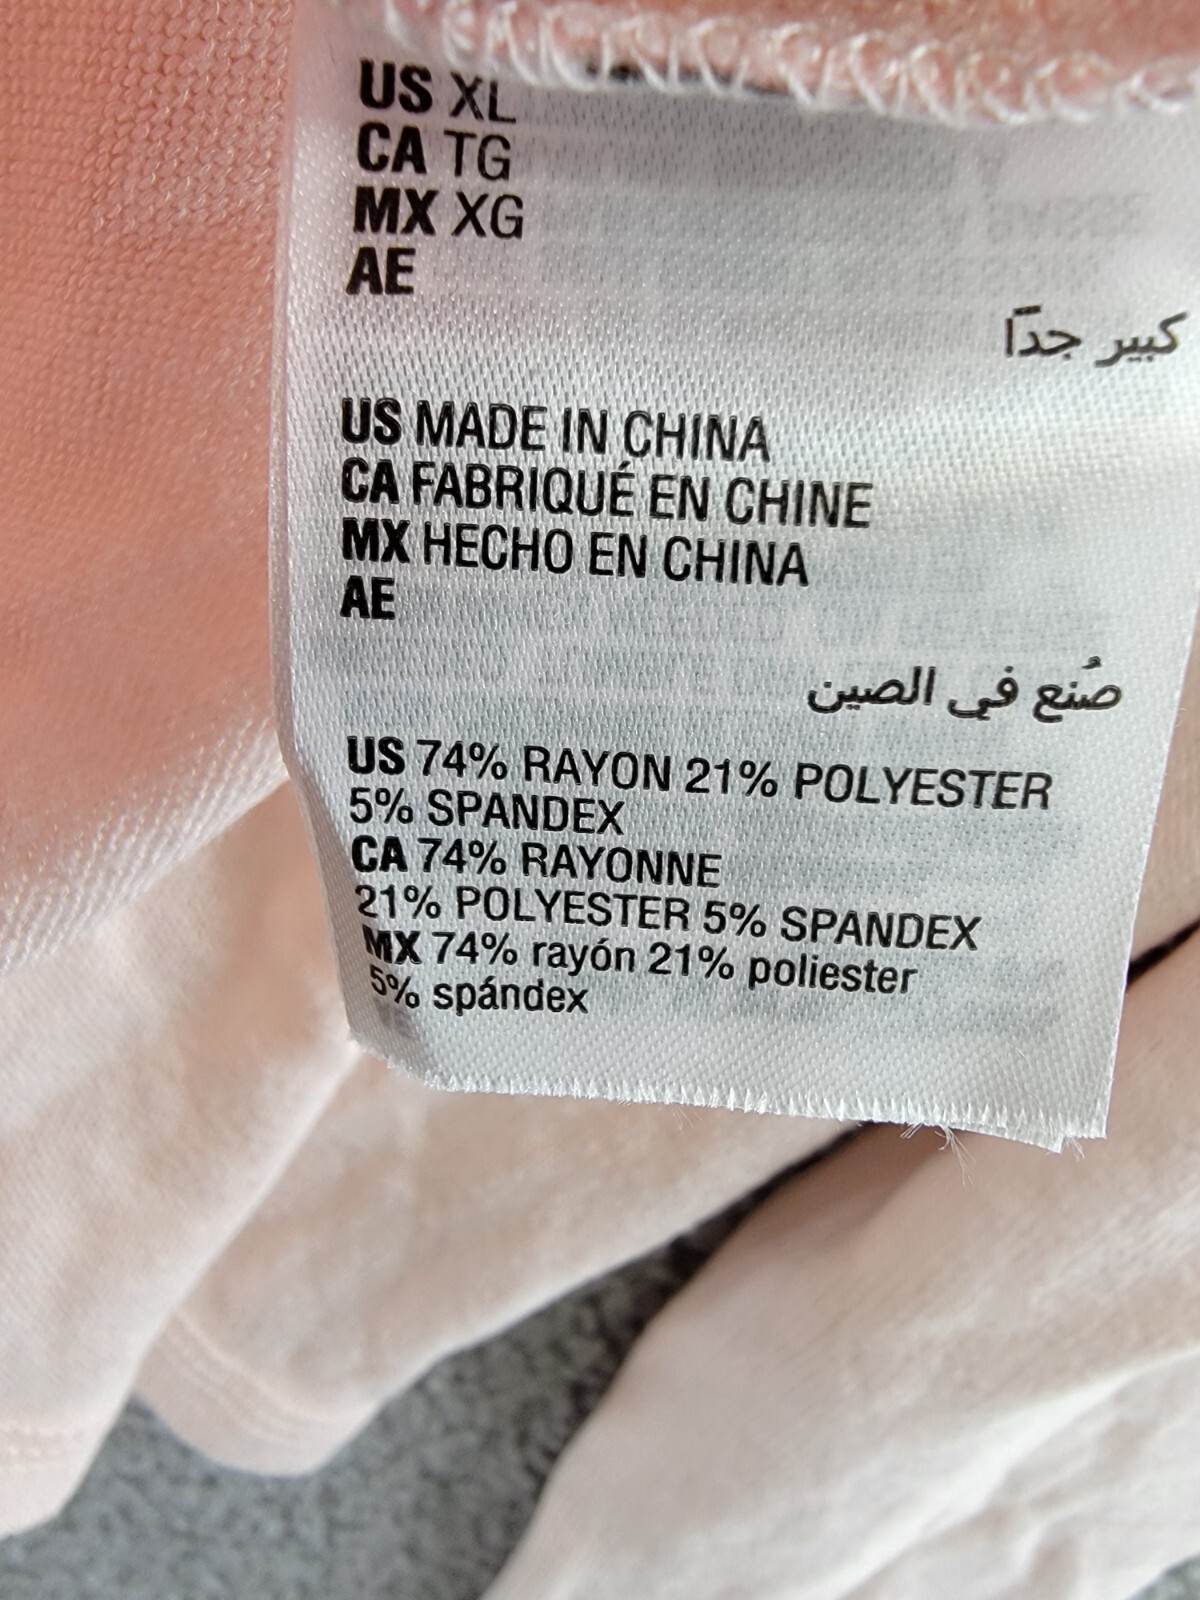 US XL
CA TG
MX XG
AE
كبير جدًا
US MADE IN CHINA
CA FABRIQUÉ EN CHINE
MX HECHO EN CHINA
AE
صُنع في الصين
US 74% RAYON 21% POLYESTER
5% SPANDEX
CA 74% RAYONNE
21% POLYESTER 5% SPANDEX
MX 74% rayón 21% poliester
5% spándex